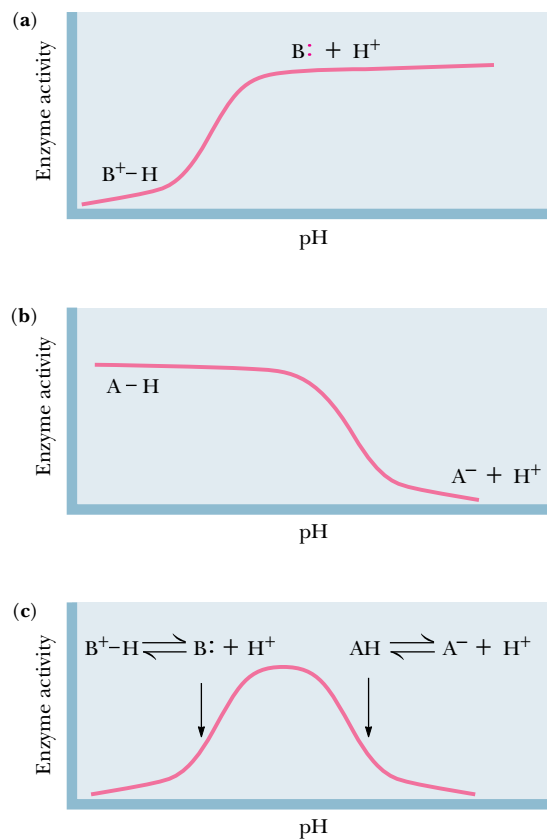 (a)
Enzyme activity
B: + H⁺
B⁺–H
pH
(b)
Enzyme activity
A–H
A⁻ + H⁺
pH
(c)
Enzyme activity
B⁺–H ⇌ B: + H⁺ AH ⇌ A⁻ + H⁺
pH